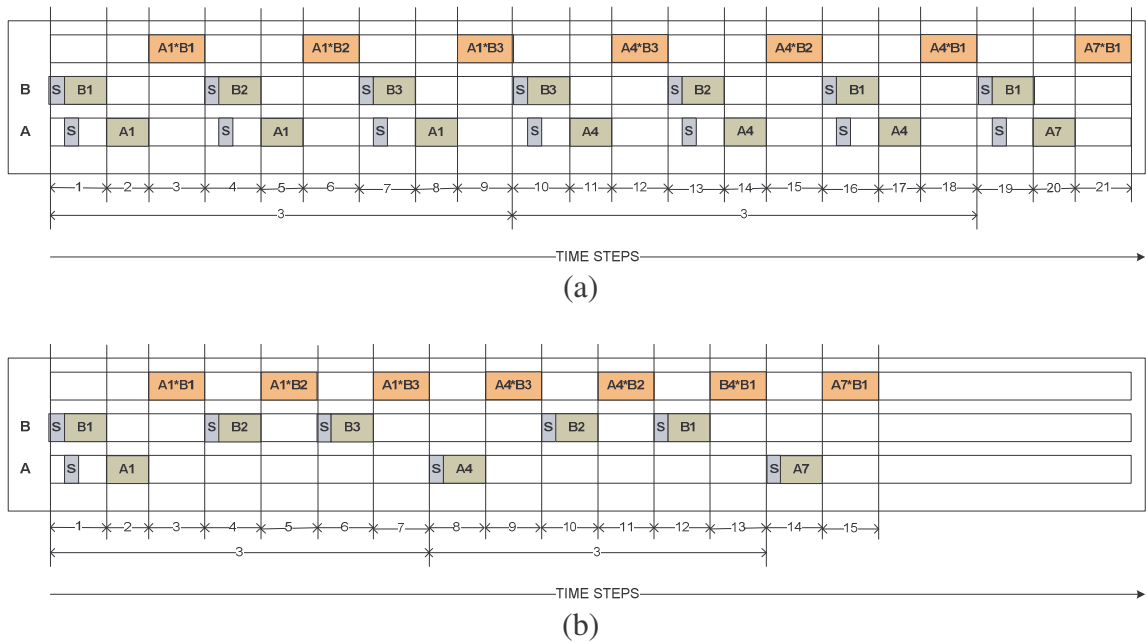 A1*B1 A1*B2 A1*B3 A4*B3 A4*B2 A4*B1 A7*B1
B S B1 S B2 S B3 S B3 S B2 S B1 S B1
A S A1 S A1 S A1 S A4 S A4 S A4 S A7
1 2 3 4 5 6 7 8 9 10 11 12 13 14 15 16 17 18 19 20 21
3 3
TIME STEPS
(a)
A1*B1 A1*B2 A1*B3 A4*B3 A4*B2 B4*B1 A7*B1
B S B1 S B2 S B3 S B2 S B1
A S A1 S A4 S A7
1 2 3 4 5 6 7 8 9 10 11 12 13 14 15
3 3
TIME STEPS
(b)